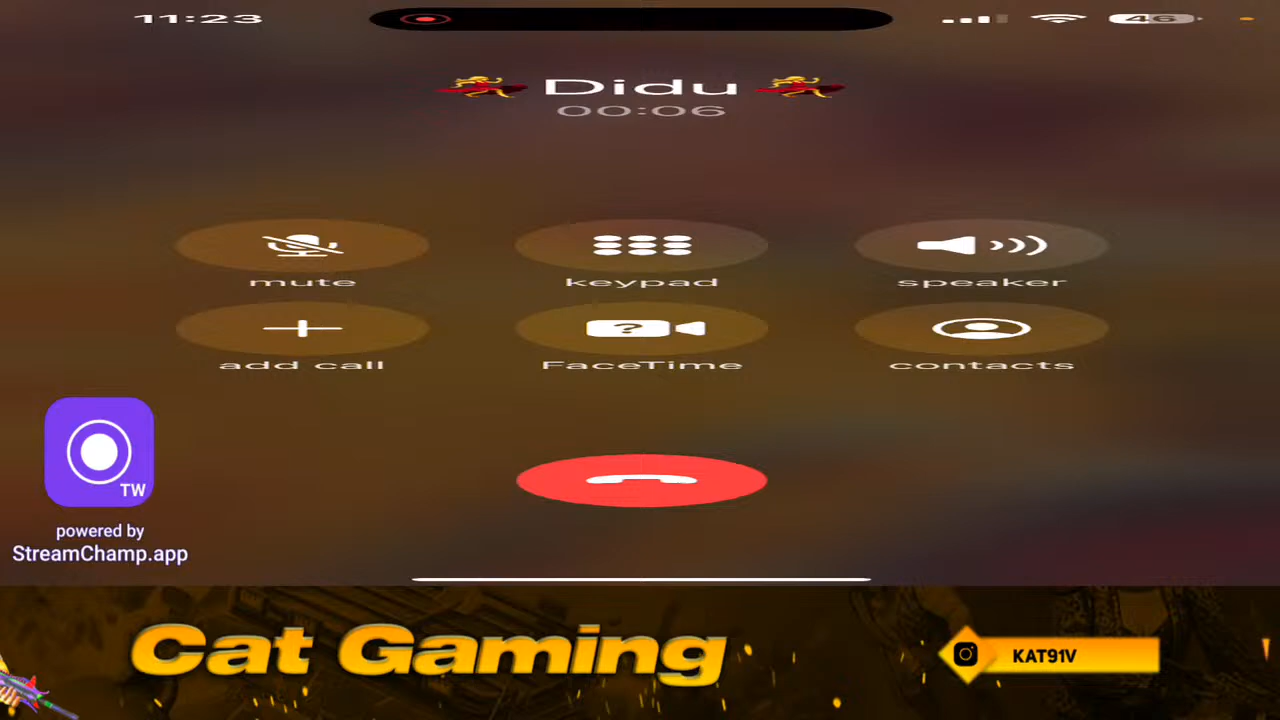 11:23
46
Didu
00:06
mute
keypad
speaker
add call
?
FaceTime
contacts
TW
powered by
StreamChamp.app
Cat Gaming
KAT91V